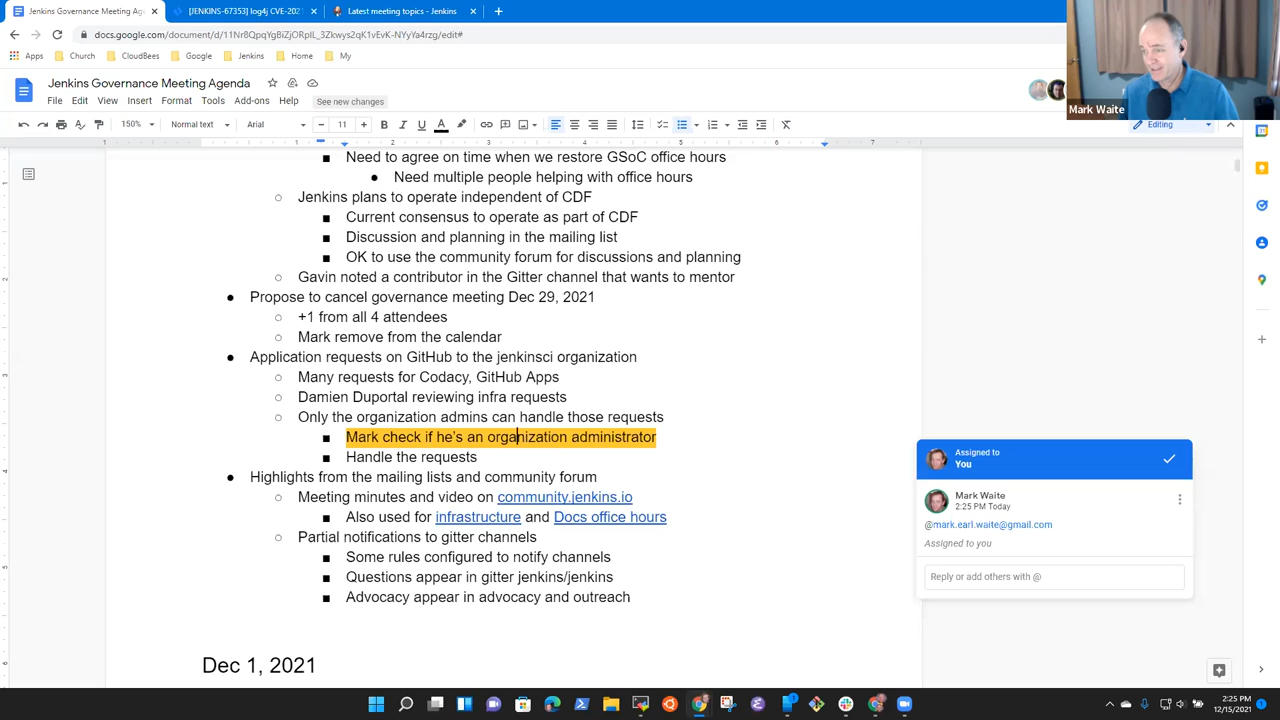 Jenkins Governance Meeting Age
[JENKINS-67353] log4j CVE-202
Latest meeting topics - Jenkins
docs.google.com/document/d/11Nr8QpqYgBiZjORpIL_3Zkwys2qK1vEvK-NYyYa4rzg/edit#
Apps Church CloudBees Google Jenkins Home My
Jenkins Governance Meeting Agenda
File Edit View Insert Format Tools Add-ons Help See new changes
Mark Waite
150% Normal text Arial 11 Editing
Need to agree on time when we restore GSoC office hours
Need multiple people helping with office hours
Jenkins plans to operate independent of CDF
Current consensus to operate as part of CDF
Discussion and planning in the mailing list
OK to use the community forum for discussions and planning
Gavin noted a contributor in the Gitter channel that wants to mentor
Propose to cancel governance meeting Dec 29, 2021
+1 from all 4 attendees
Mark remove from the calendar
Application requests on GitHub to the jenkinsci organization
Many requests for Codacy, GitHub Apps
Damien Duportal reviewing infra requests
Only the organization admins can handle those requests
Mark check if he's an organization administrator
Handle the requests
Highlights from the mailing lists and community forum
Meeting minutes and video on community.jenkins.io
Also used for infrastructure and Docs office hours
Partial notifications to gitter channels
Some rules configured to notify channels
Questions appear in gitter jenkins/jenkins
Advocacy appear in advocacy and outreach
Dec 1, 2021
Assigned to
You
Mark Waite
2:25 PM Today
@mark.earl.waite@gmail.com
Assigned to you
Reply or add others with @
2:25 PM
12/15/2021